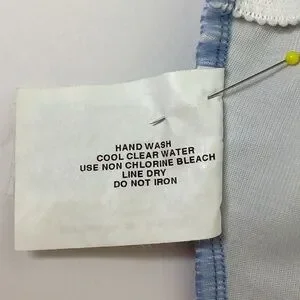 HAND WASH
COOL CLEAR WATER
USE NON CHLORINE BLEACH
LINE DRY
DO NOT IRON